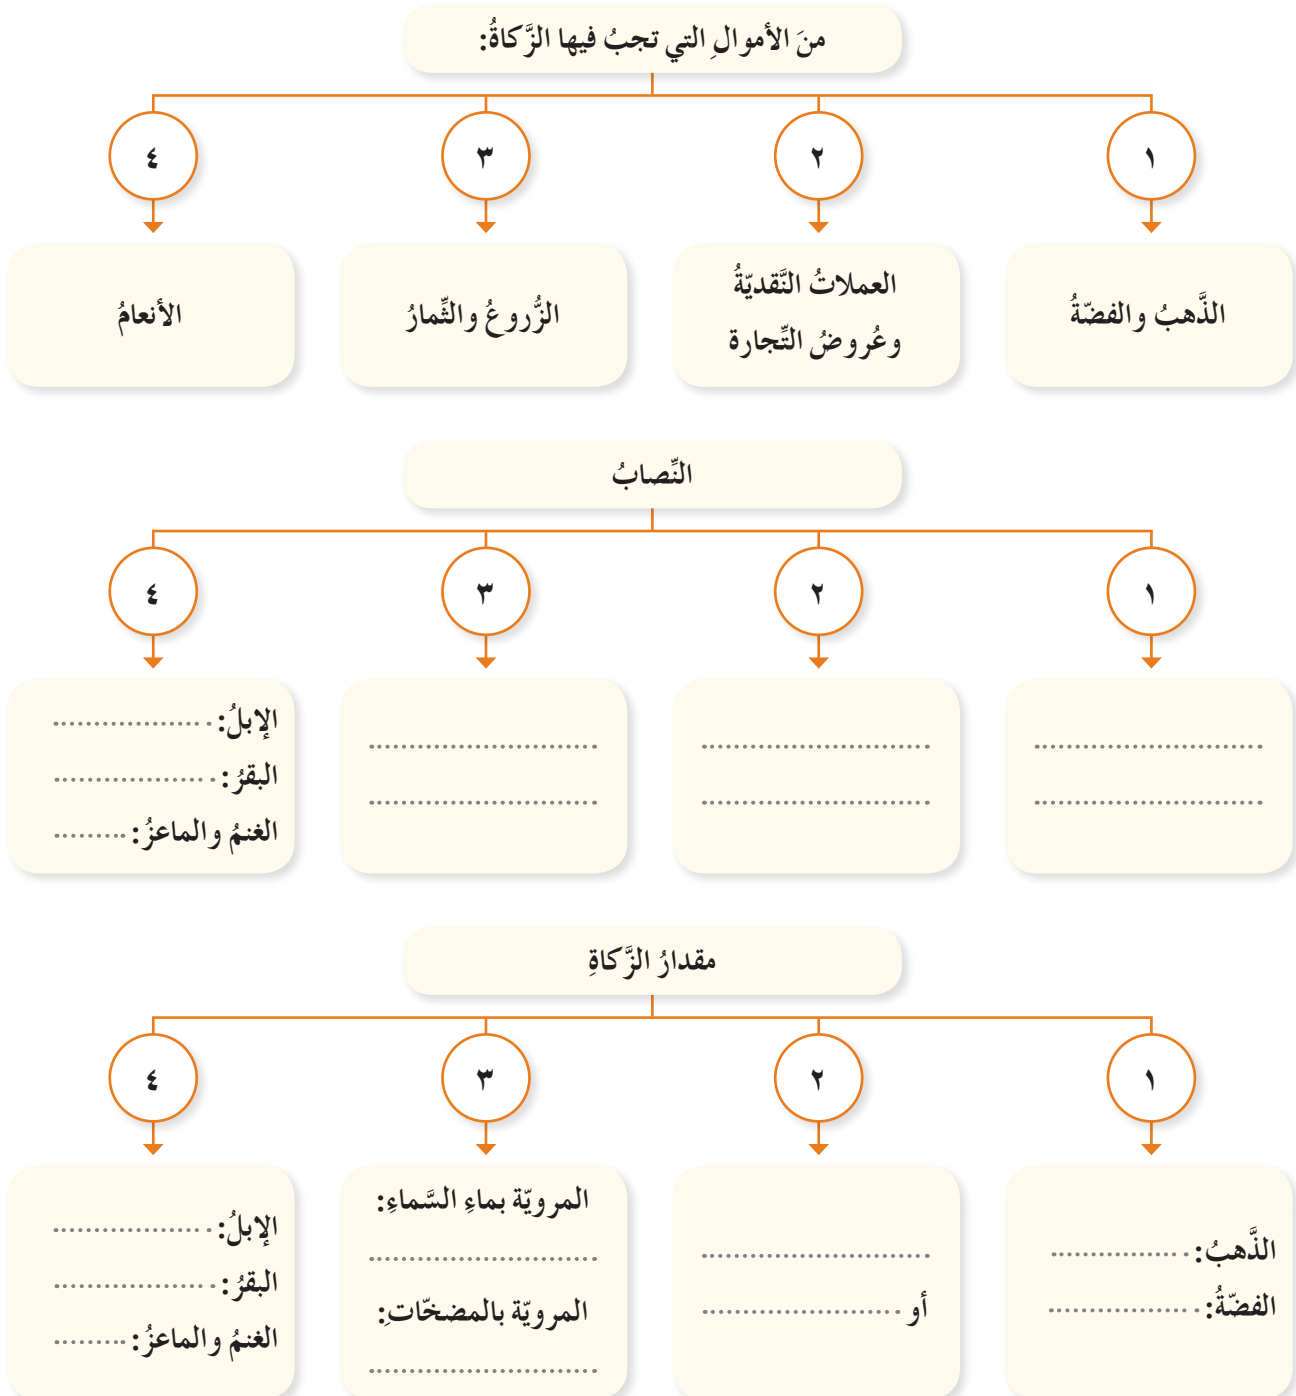 منَ الأموالِ التي تجبُ فيها الزَّكاةُ:
١
٢
٣
٤
الذَّهبُ والفضّةُ
العملاتُ النَّقديّةُ
وعُروضُ التِّجارة
الزُّروعُ والثِّمارُ
الأنعامُ
النِّصابُ
١
٢
٣
٤
..........................
..........................
..........................
..........................
..........................
..........................
الإبلُ: ..................
البقرُ: ..................
الغنمُ والماعزُ: .........
مقدارُ الزَّكاةِ
١
٢
٣
٤
الذَّهبُ: ................
الفضّةُ: ................
..........................
أو ......................
المرويّة بماءِ السَّماءِ:
..........................
المرويّة بالمضخّاتِ:
..........................
الإبلُ: ..................
البقرُ: ..................
الغنمُ والماعزُ: .........